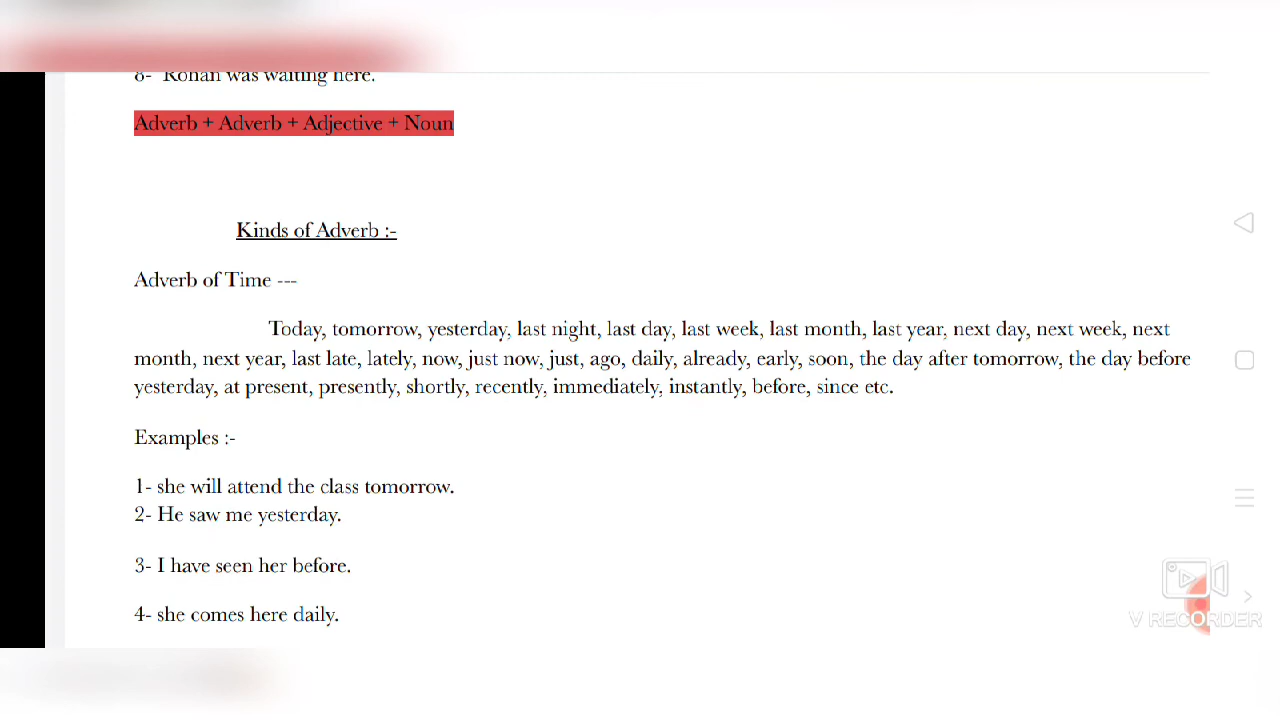 8- Rohan was waiting here.
Adverb + Adverb + Adjective + Noun
Kinds of Adverb :-
Adverb of Time ---
Today, tomorrow, yesterday, last night, last day, last week, last month, last year, next day, next week, next
month, next year, last late, lately, now, just now, just, ago, daily, already, early, soon, the day after tomorrow, the day before
yesterday, at present, presently, shortly, recently, immediately, instantly, before, since etc.
Examples :-
1- she will attend the class tomorrow.
2- He saw me yesterday.
3- I have seen her before.
4- she comes here daily.
V RECORDER